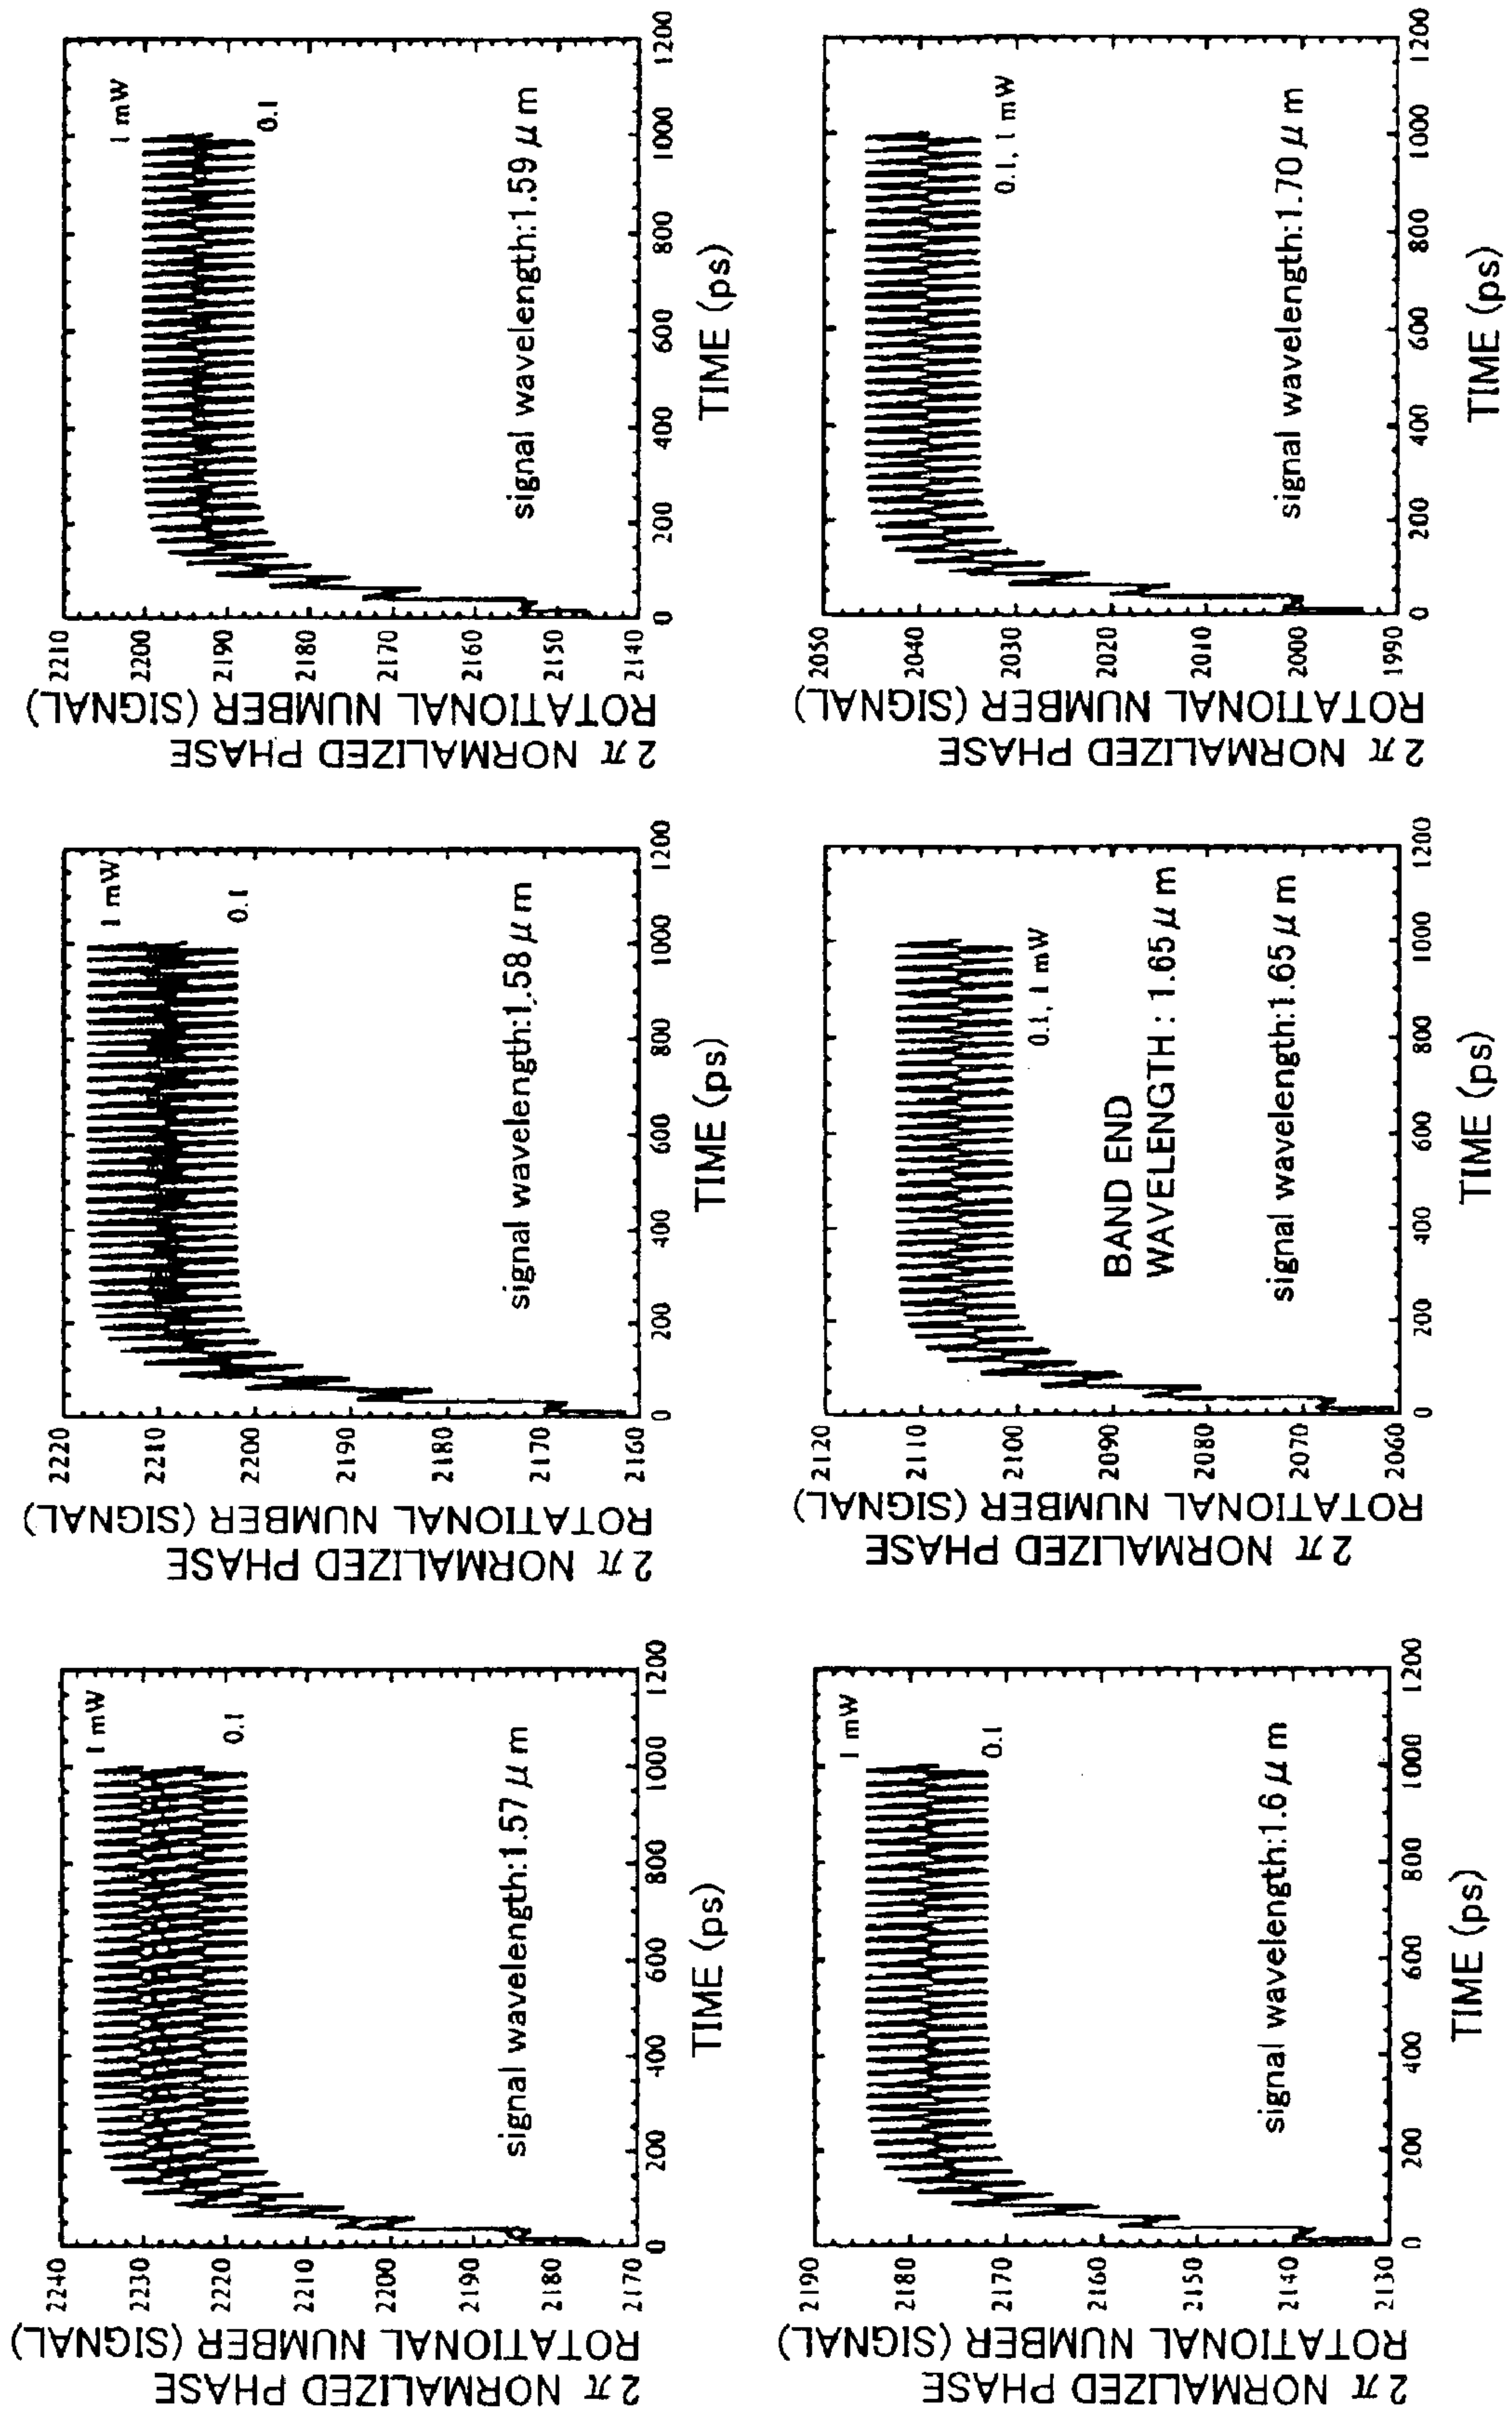 2π NORMALIZED PHASE
ROTATIONAL NUMBER (SIGNAL)
2240
2230
2220
2210
2200
2190
2180
2170
1 mW
0.1
signal wavelength:1.57μm
0 200 400 600 800 1000 1200
TIME (ps)
2π NORMALIZED PHASE
ROTATIONAL NUMBER (SIGNAL)
2220
2210
2200
2190
2180
2170
2160
1 mW
0.1
signal wavelength:1.58μm
0 200 400 600 800 1000 1200
TIME (ps)
2π NORMALIZED PHASE
ROTATIONAL NUMBER (SIGNAL)
2210
2200
2190
2180
2170
2160
2150
2140
1 mW
0.1
signal wavelength:1.59μm
0 200 400 600 800 1000 1200
TIME (ps)
2π NORMALIZED PHASE
ROTATIONAL NUMBER (SIGNAL)
2190
2180
2170
2160
2150
2140
2130
1 mW
0.1
signal wavelength:1.6μm
0 200 400 600 800 1000 1200
TIME (ps)
2π NORMALIZED PHASE
ROTATIONAL NUMBER (SIGNAL)
2120
2110
2100
2090
2080
2070
2060
0.1, 1 mW
BAND END
WAVELENGTH : 1.65μm
signal wavelength:1.65μm
0 200 400 600 800 1000 1200
TIME (ps)
2π NORMALIZED PHASE
ROTATIONAL NUMBER (SIGNAL)
2050
2040
2030
2020
2010
2000
1990
0.1, 1 mW
signal wavelength:1.70μm
0 200 400 600 800 1000 1200
TIME (ps)